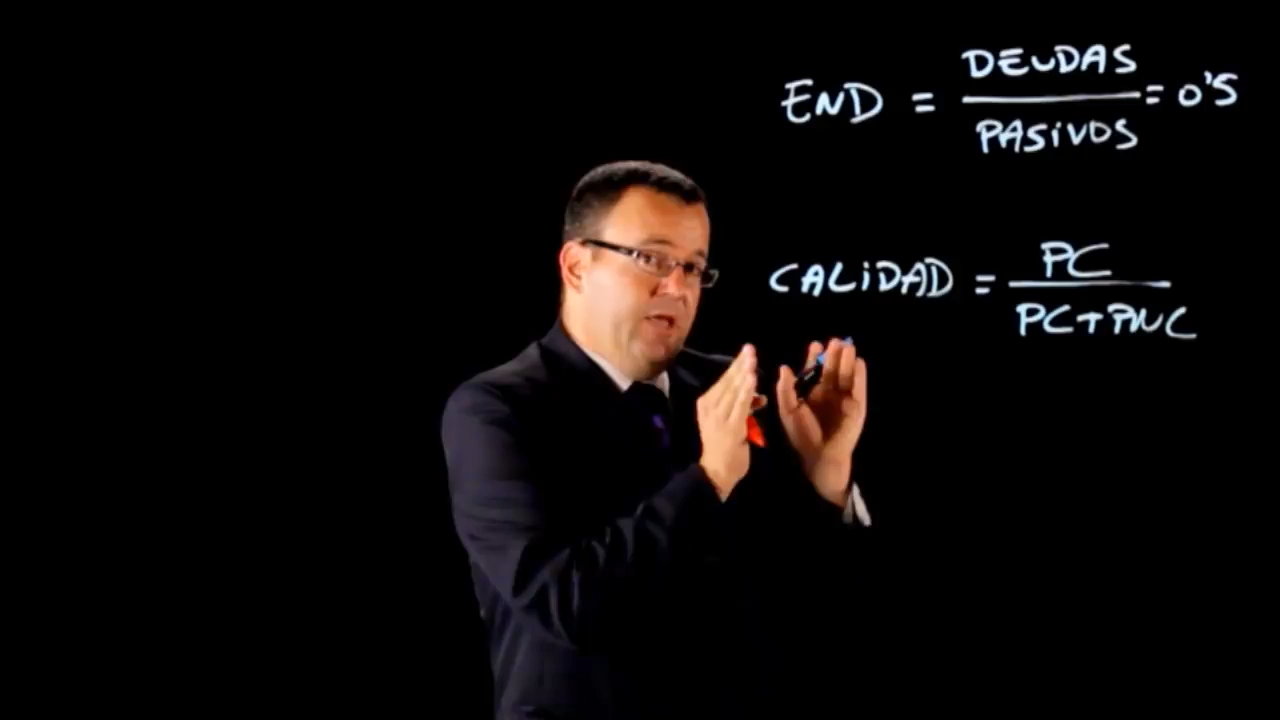 END = DEUDAS / PASIVOS = 0'5
CALIDAD = PC / PC+PNC